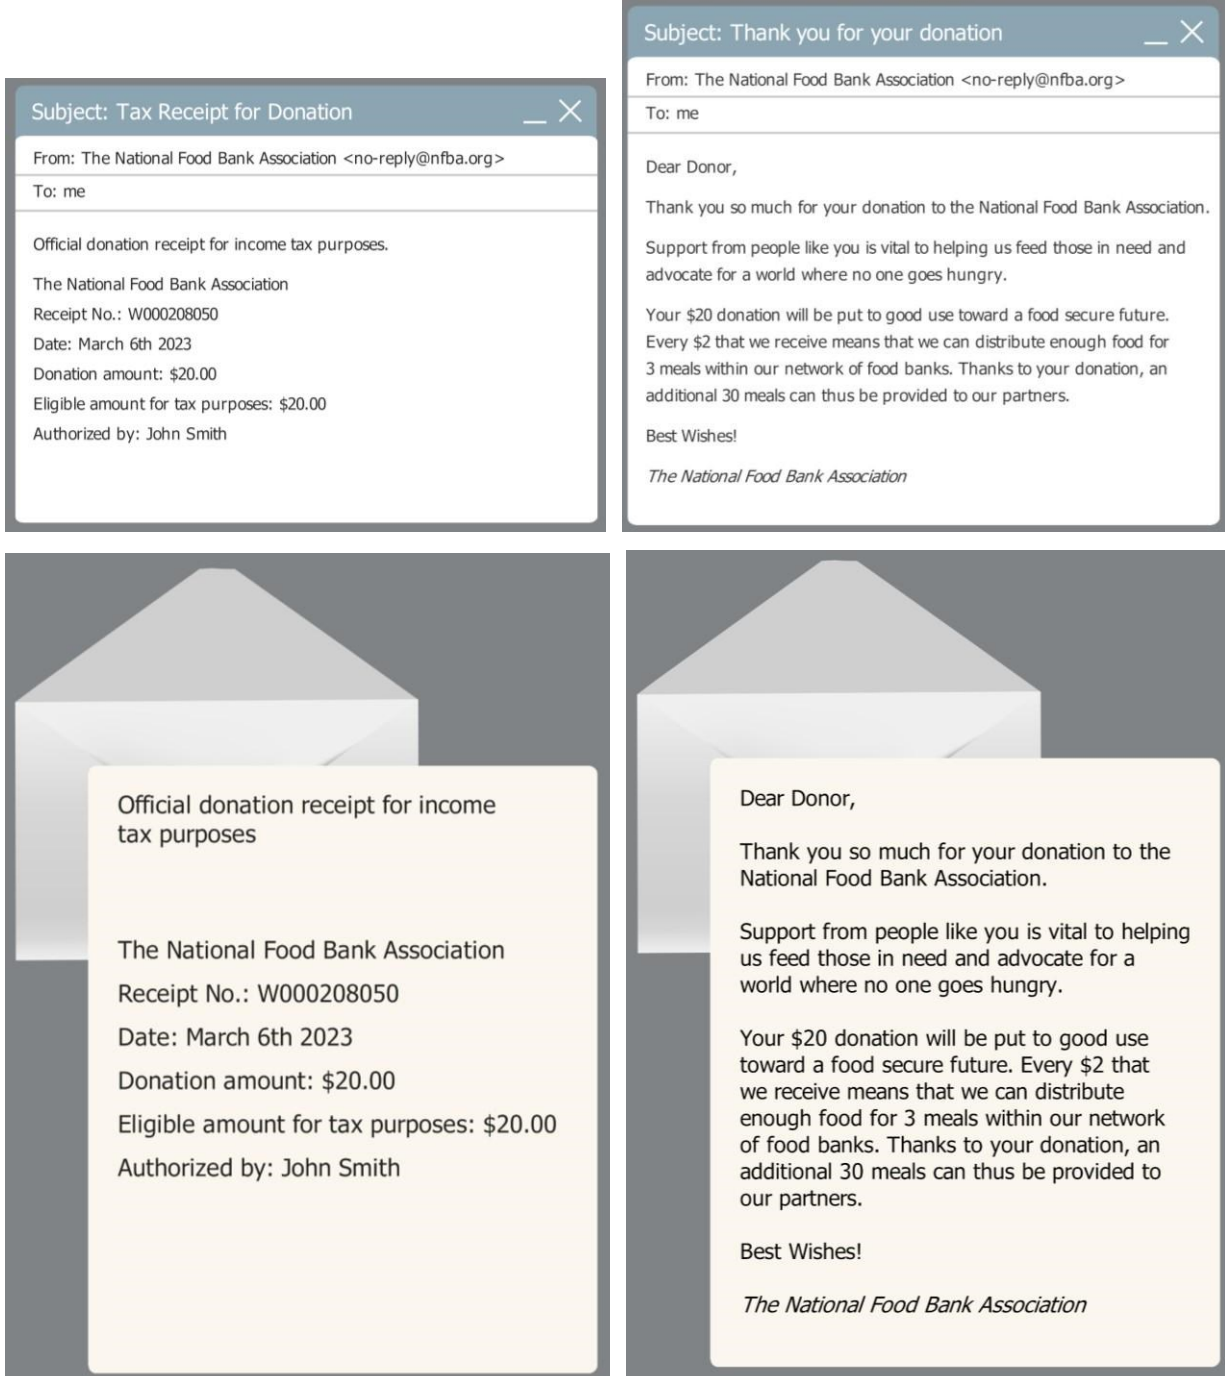 Subject: Tax Receipt for Donation
From: The National Food Bank Association <no-reply@nfba.org>
To: me
Official donation receipt for income tax purposes.
The National Food Bank Association
Receipt No.: W000208050
Date: March 6th 2023
Donation amount: $20.00
Eligible amount for tax purposes: $20.00
Authorized by: John Smith
Subject: Thank you for your donation
From: The National Food Bank Association <no-reply@nfba.org>
To: me
Dear Donor,
Thank you so much for your donation to the National Food Bank Association.
Support from people like you is vital to helping us feed those in need and
advocate for a world where no one goes hungry.
Your $20 donation will be put to good use toward a food secure future.
Every $2 that we receive means that we can distribute enough food for
3 meals within our network of food banks. Thanks to your donation, an
additional 30 meals can thus be provided to our partners.
Best Wishes!
The National Food Bank Association
Official donation receipt for income
tax purposes
The National Food Bank Association
Receipt No.: W000208050
Date: March 6th 2023
Donation amount: $20.00
Eligible amount for tax purposes: $20.00
Authorized by: John Smith
Dear Donor,
Thank you so much for your donation to the
National Food Bank Association.
Support from people like you is vital to helping
us feed those in need and advocate for a
world where no one goes hungry.
Your $20 donation will be put to good use
toward a food secure future. Every $2 that
we receive means that we can distribute
enough food for 3 meals within our network
of food banks. Thanks to your donation, an
additional 30 meals can thus be provided to
our partners.
Best Wishes!
The National Food Bank Association